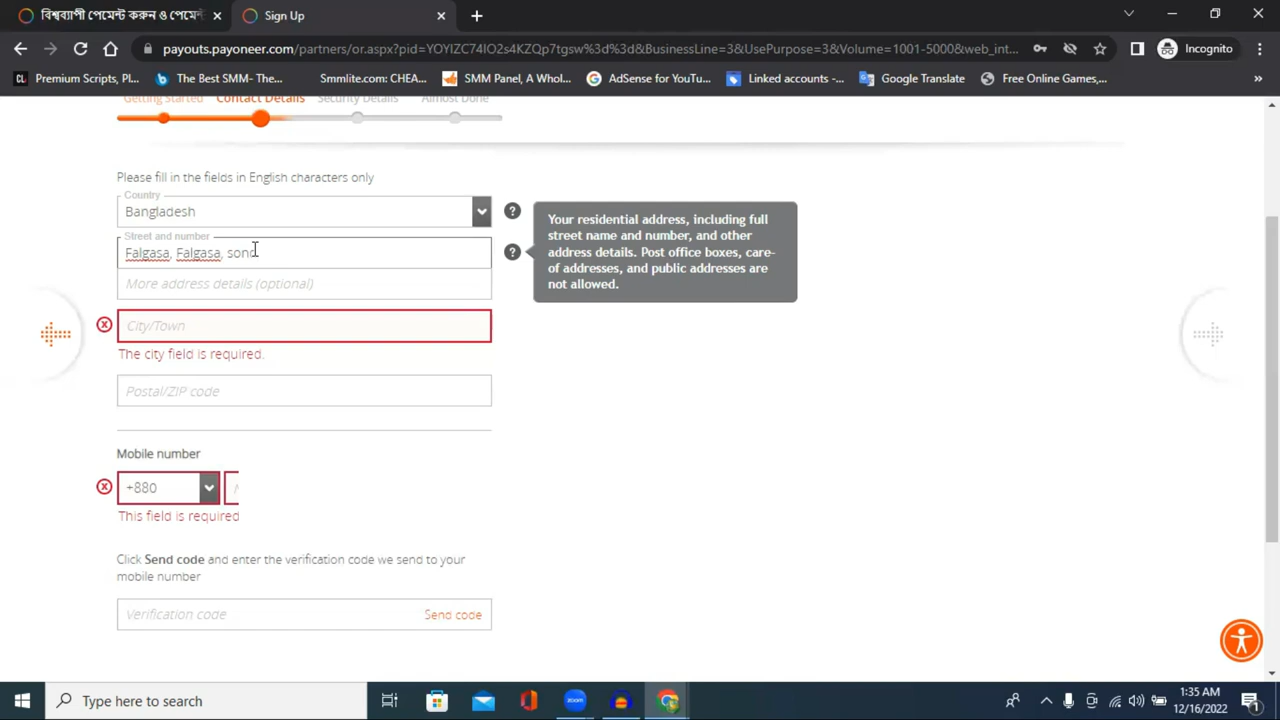 বিশ্বব্যাপী পেমেন্ট করুন ও পেমেন্ট
Sign Up
payouts.payoneer.com/partners/or.aspx?pid=YOYIZC74IO2s4KZQp7tgsw%3d%3d&BusinessLine=3&UsePurpose=3&Volume=1001-5000&web_int...
Incognito
Premium Scripts, Pl...
The Best SMM- The...
Smmlite.com: CHEA...
SMM Panel, A Whol...
AdSense for YouTu...
Linked accounts -...
Google Translate
Free Online Games,...
Getting Started
Contact Details
Security Details
Almost Done
Please fill in the fields in English characters only
Country
Bangladesh
Street and number
Falgasa, Falgasa, sond
Your residential address, including full
street name and number, and other
address details. Post office boxes, care-
of addresses, and public addresses are
not allowed.
More address details (optional)
City/Town
The city field is required.
Postal/ZIP code
Mobile number
+880
This field is required
Click Send code and enter the verification code we send to your
mobile number
Verification code
Send code
Type here to search
zoom
1:35 AM
12/16/2022